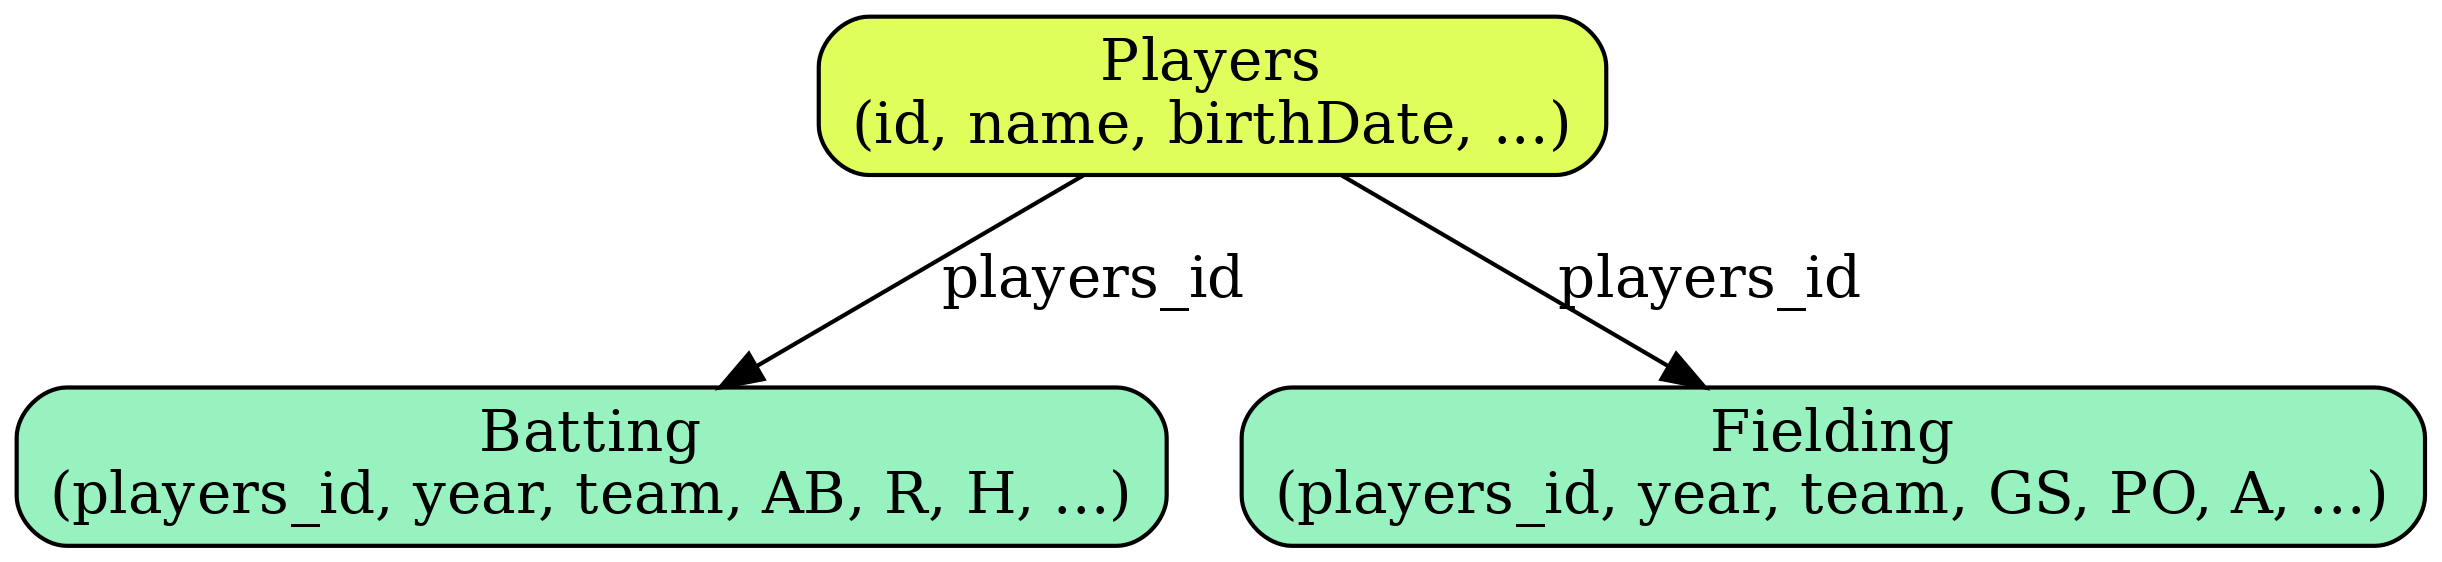 Players
(id, name, birthDate, ...)
players_id
players_id
Batting
(players_id, year, team, AB, R, H, ...)
Fielding
(players_id, year, team, GS, PO, A, ...)